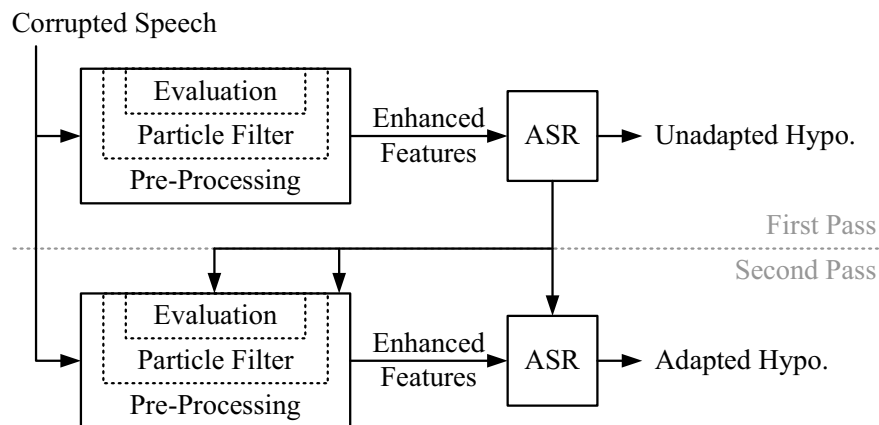 Corrupted Speech
Evaluation
Particle Filter
Pre-Processing
Enhanced
Features
ASR
Unadapted Hypo.
First Pass
Second Pass
Evaluation
Particle Filter
Pre-Processing
Enhanced
Features
ASR
Adapted Hypo.